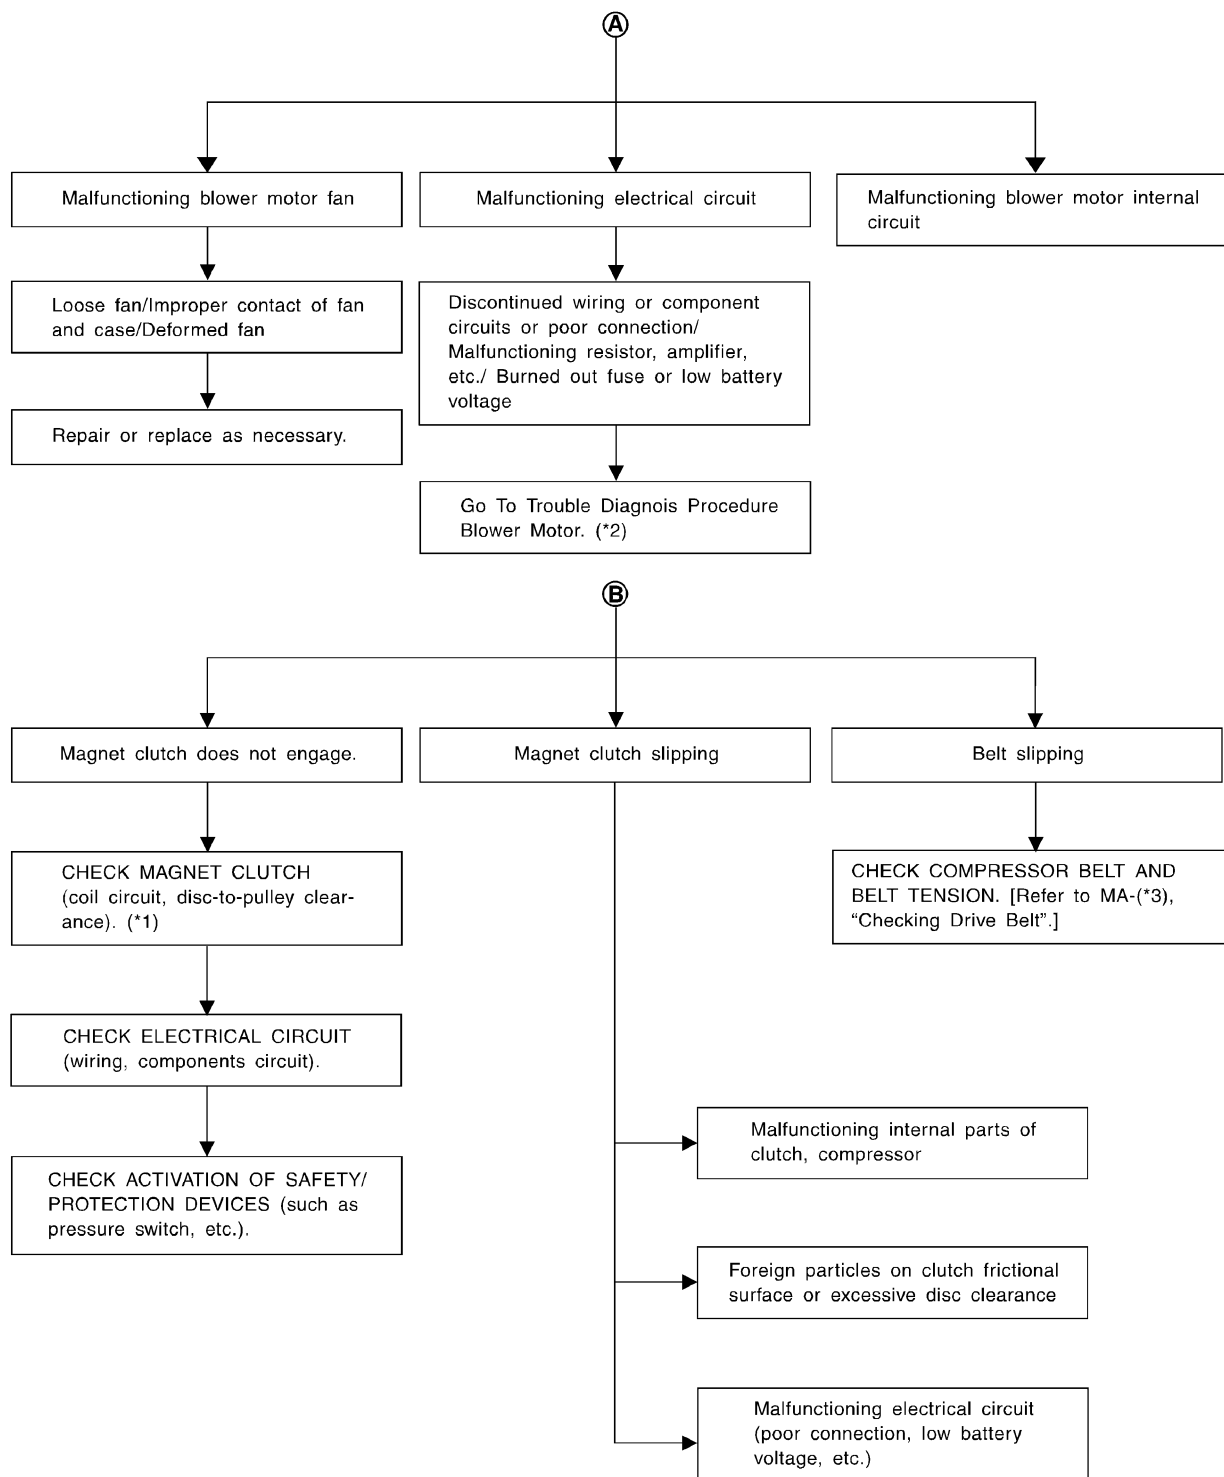 A
Malfunctioning blower motor fan
Loose fan/Improper contact of fan
and case/Deformed fan
Repair or replace as necessary.
Malfunctioning electrical circuit
Discontinued wiring or component
circuits or poor connection/
Malfunctioning resistor, amplifier,
etc./ Burned out fuse or low battery
voltage
Go To Trouble Diagnois Procedure
Blower Motor. (*2)
Malfunctioning blower motor internal
circuit
B
Magnet clutch does not engage.
CHECK MAGNET CLUTCH
(coil circuit, disc-to-pulley clear-
ance). (*1)
CHECK ELECTRICAL CIRCUIT
(wiring, components circuit).
CHECK ACTIVATION OF SAFETY/
PROTECTION DEVICES (such as
pressure switch, etc.).
Magnet clutch slipping
Malfunctioning internal parts of
clutch, compressor
Foreign particles on clutch frictional
surface or excessive disc clearance
Malfunctioning electrical circuit
(poor connection, low battery
voltage, etc.)
Belt slipping
CHECK COMPRESSOR BELT AND
BELT TENSION. [Refer to MA-(*3),
“Checking Drive Belt”.]